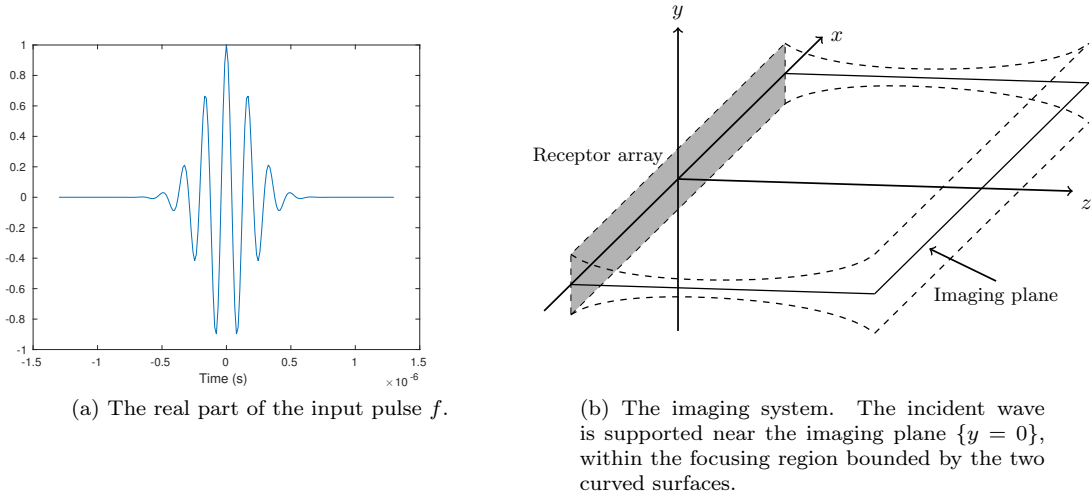 1
0.8
0.6
0.4
0.2
0
-0.2
-0.4
-0.6
-0.8
-1
-1.5 -1 -0.5 0 0.5 1 1.5
Time (s)
×10⁻⁶
(a) The real part of the input pulse f.
y
x
Receptor array
z
Imaging plane
(b) The imaging system. The incident wave
is supported near the imaging plane {y = 0},
within the focusing region bounded by the two
curved surfaces.